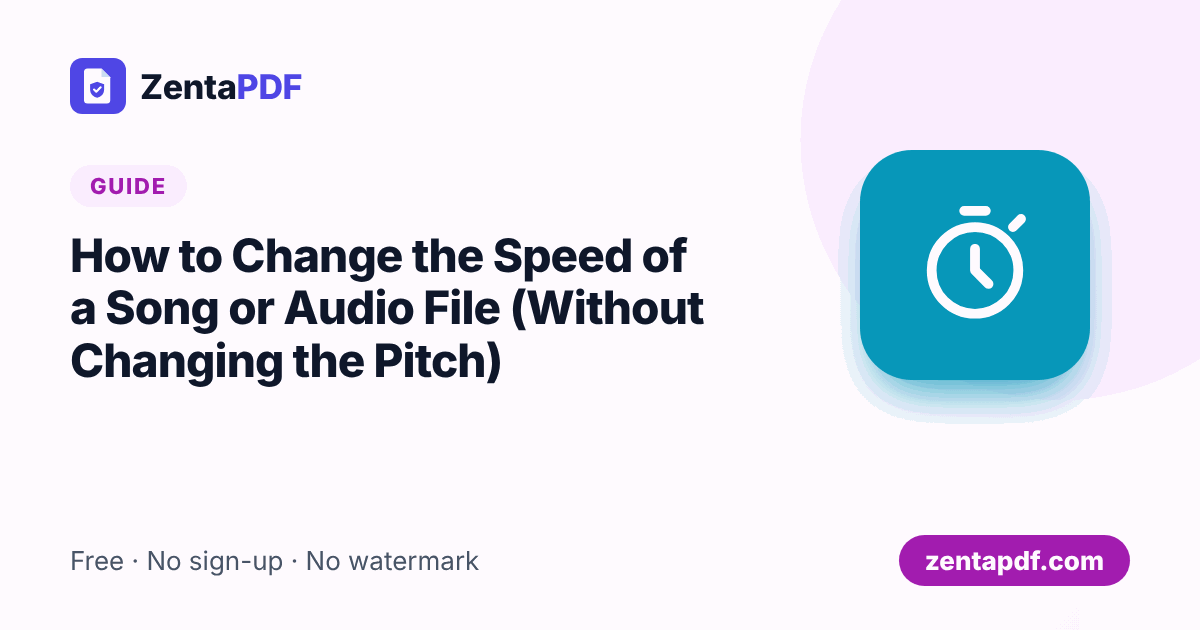 ZentaPDF
GUIDE
How to Change the Speed of
a Song or Audio File (Without
Changing the Pitch)
Free · No sign-up · No watermark
zentapdf.com